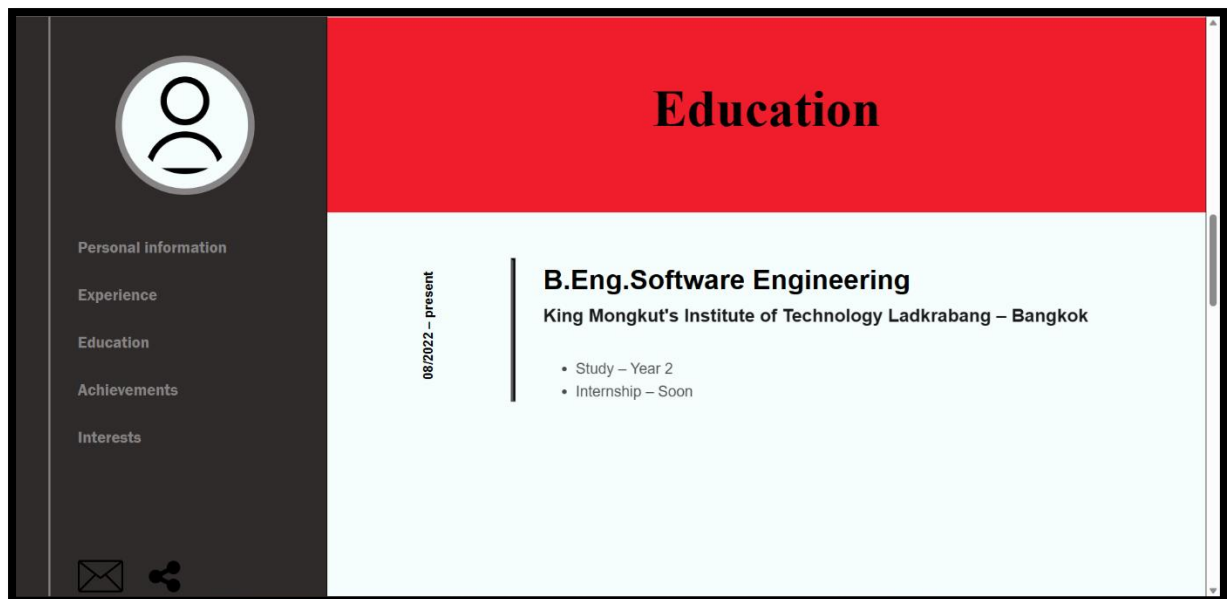 Personal information
Experience
Education
Achievements
Interests
Education
08/2022 – present
B.Eng.Software Engineering
King Mongkut's Institute of Technology Ladkrabang – Bangkok
• Study – Year 2
• Internship – Soon